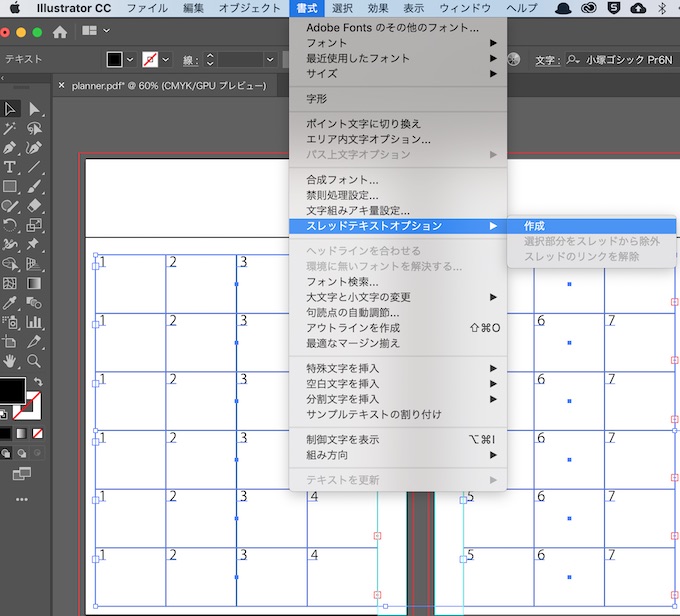 Illustrator CC ファイル 編集 オブジェクト 書式 選択 効果 表示 ウィンドウ ヘルプ
テキスト 線: 文字: 小塚ゴシック Pr6N
× planner.pdf* @ 60% (CMYK/GPU プレビュー)
Adobe Fonts のその他のフォント...
フォント
最近使用したフォント
サイズ
字形
ポイント文字に切り換え
エリア内文字オプション...
パス上文字オプション
合成フォント...
禁則処理設定...
文字組みアキ量設定...
スレッドテキストオプション
作成
選択部分をスレッドから除外
スレッドのリンクを解除
ヘッドラインを合わせる
環境に無いフォントを解決する...
フォント検索...
大文字と小文字の変更
句読点の自動調節...
アウトラインを作成 ⇧⌘O
最適なマージン揃え
特殊文字を挿入
空白文字を挿入
分割文字を挿入
サンプルテキストの割り付け
制御文字を表示 ⌥⌘I
組み方向
テキストを更新
1 2 3
1 2 3 6 7
1 2 3 6 7
1 2 3 6 7
1 2 3 4 5 6 7
1 2 3 4 5 6 7